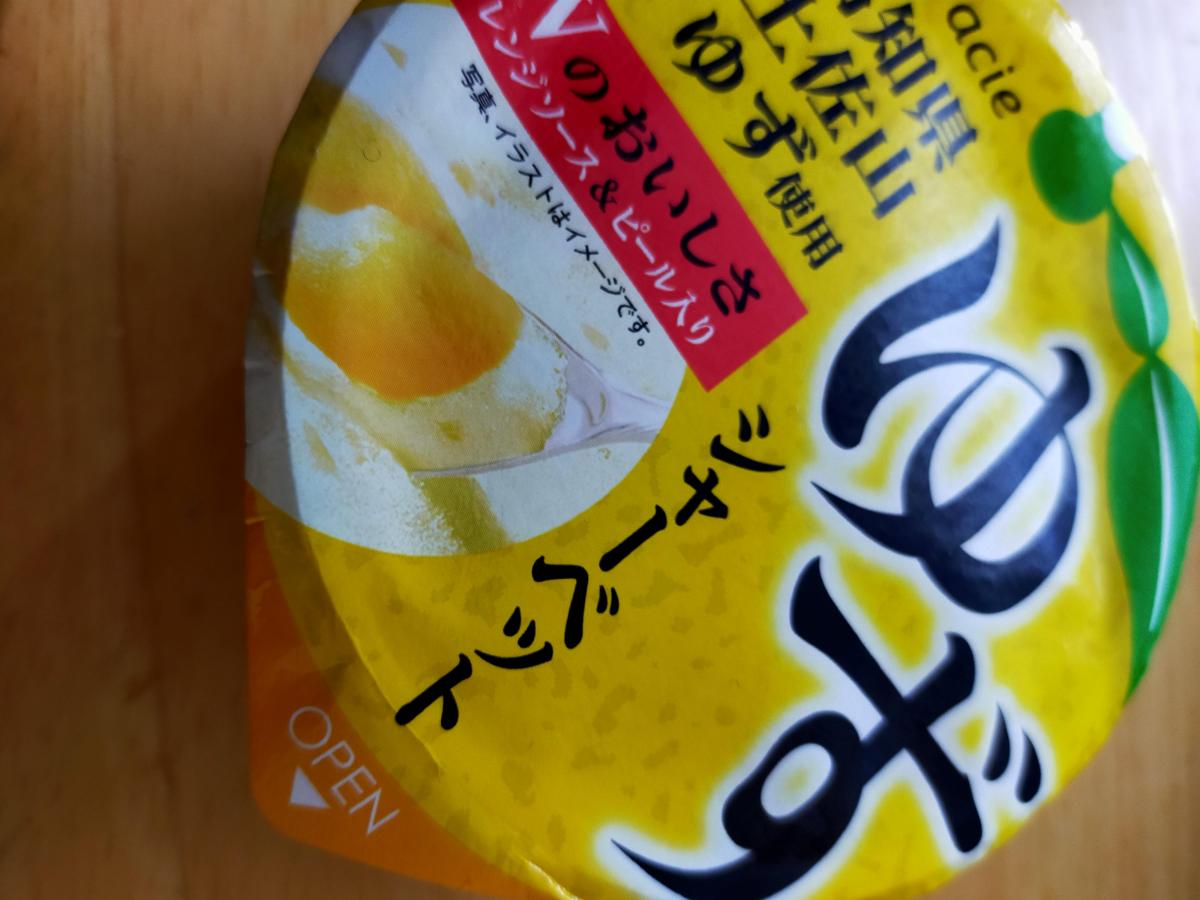 acie
知県
土佐山
ゆず使用
ゆず
シャーベット
Wのおいしさ
レンジソース&ピール入り
写真、イラストはイメージです。
OPEN